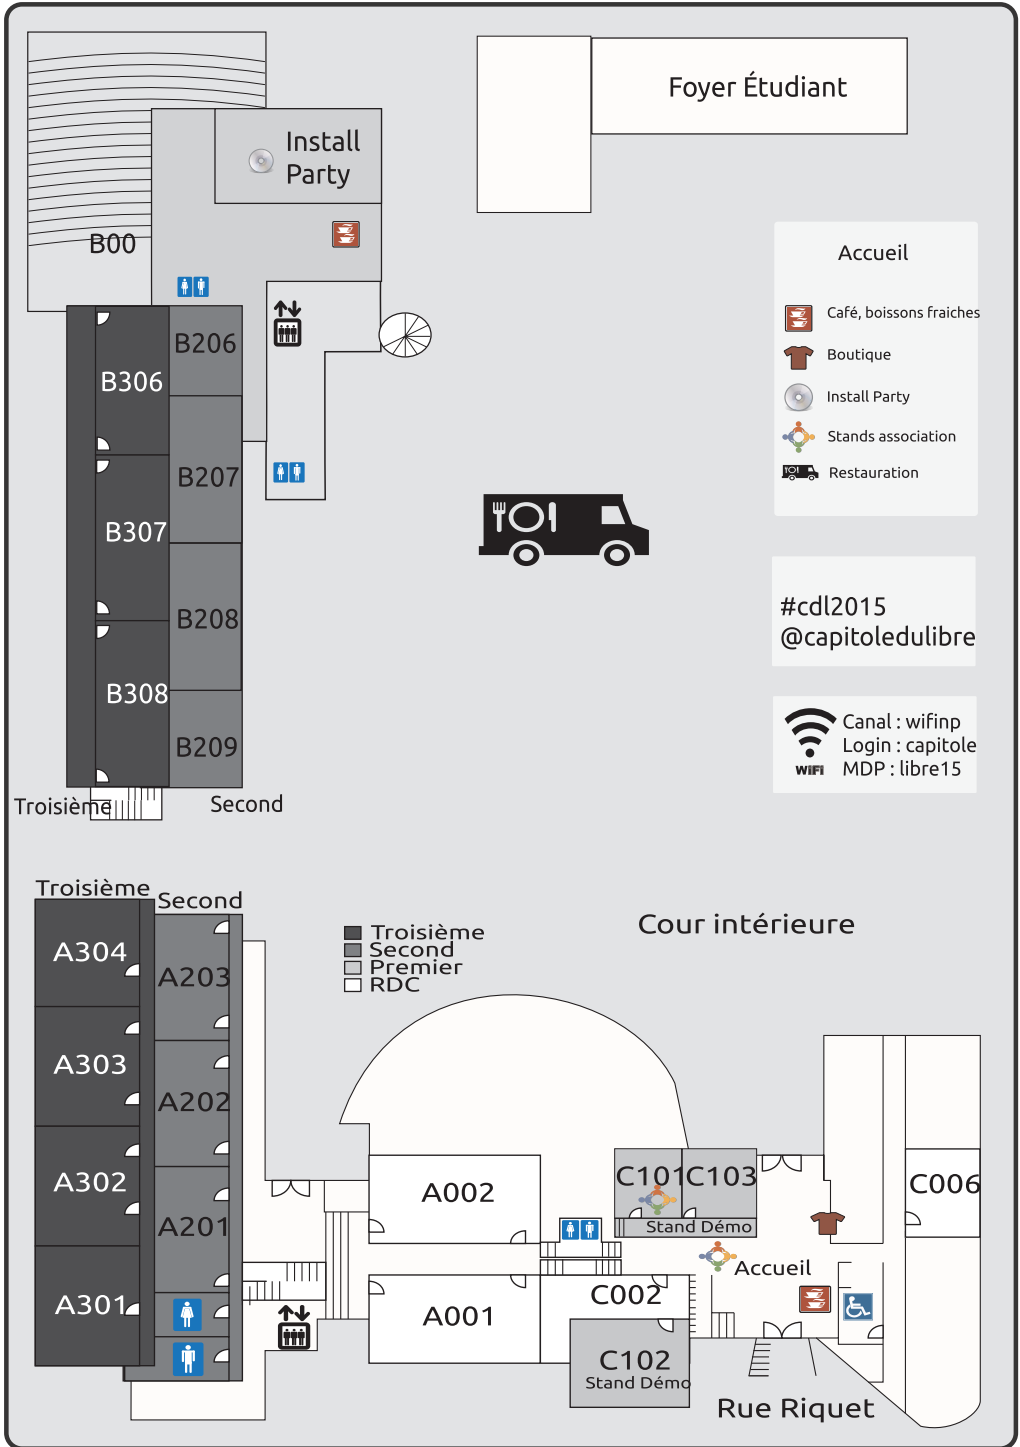 Foyer Étudiant
Install
Party
B00
Accueil
Café, boissons fraiches
Boutique
Install Party
Stands association
Restauration
B206
B306
B207
B307
B208
B308
B209
#cdl2015
@capitoledulibre
Canal : wifinp
Login : capitole
WiFi MDP : libre15
Troisième
Second
Troisième
Second
A304
A203
A303
A202
A302
A201
A301
Troisième
Second
Premier
RDC
Cour intérieure
A002
C101
C103
Stand Démo
C006
Accueil
A001
C002
C102
Stand Démo
Rue Riquet